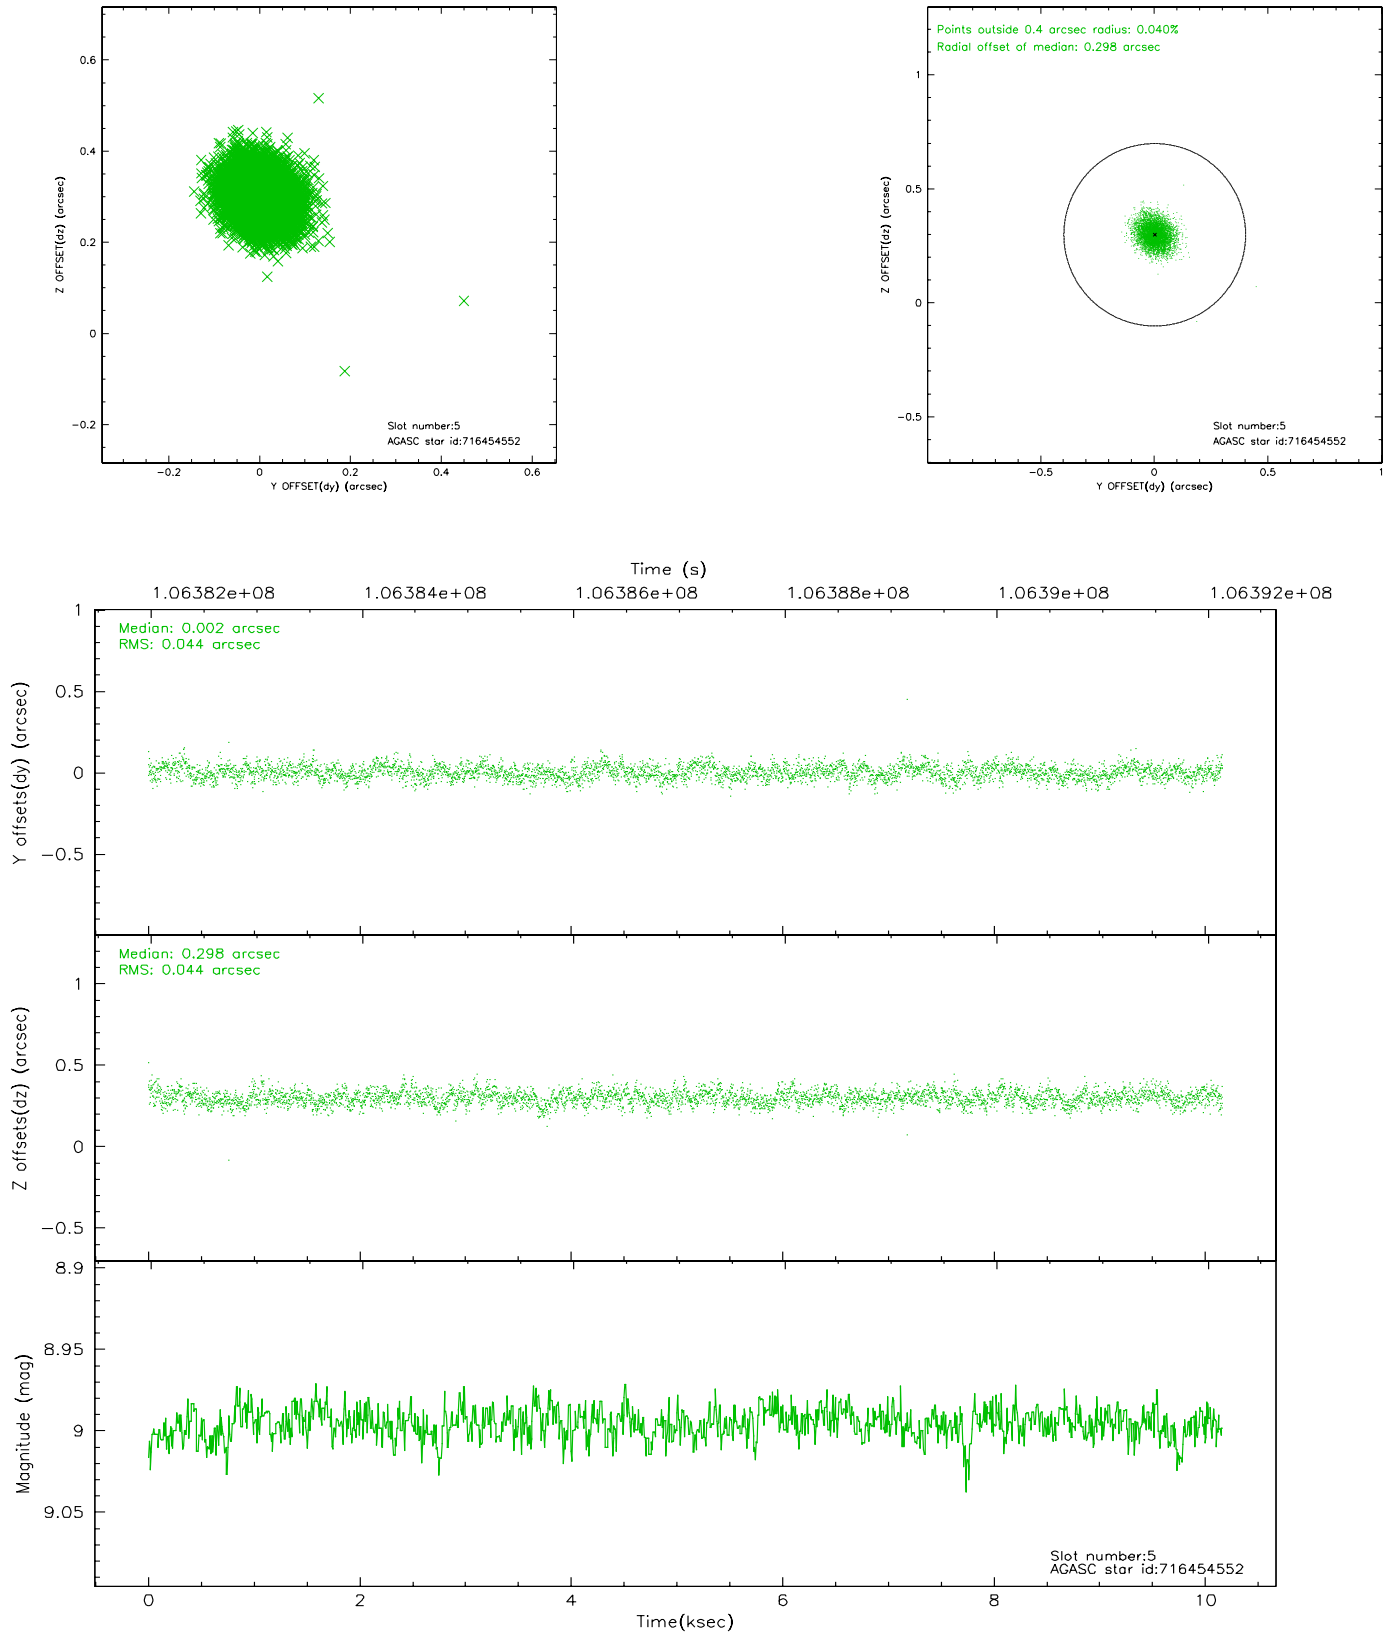 0.6
0.4
0.2
0
−0.2
Z OFFSET(dz) (arcsec)
Slot number:5
AGASC star id:716454552
−0.2 0 0.2 0.4 0.6
Y OFFSET(dy) (arcsec)
Points outside 0.4 arcsec radius: 0.040%
Radial offset of median: 0.298 arcsec
1
0.5
0
−0.5
Z OFFSET(dz) (arcsec)
Slot number:5
AGASC star id:716454552
−0.5 0 0.5 1
Y OFFSET(dy) (arcsec)
Time (s)
1.06382e+08 1.06384e+08 1.06386e+08 1.06388e+08 1.0639e+08 1.06392e+08
Median: 0.002 arcsec
RMS: 0.044 arcsec
1
0.5
0
−0.5
Y offsets(dy) (arcsec)
Median: 0.298 arcsec
RMS: 0.044 arcsec
1
0.5
0
−0.5
Z offsets(dz) (arcsec)
8.9
8.95
9
9.05
Magnitude (mag)
Slot number:5
AGASC star id:716454552
0 2 4 6 8 10
Time(ksec)